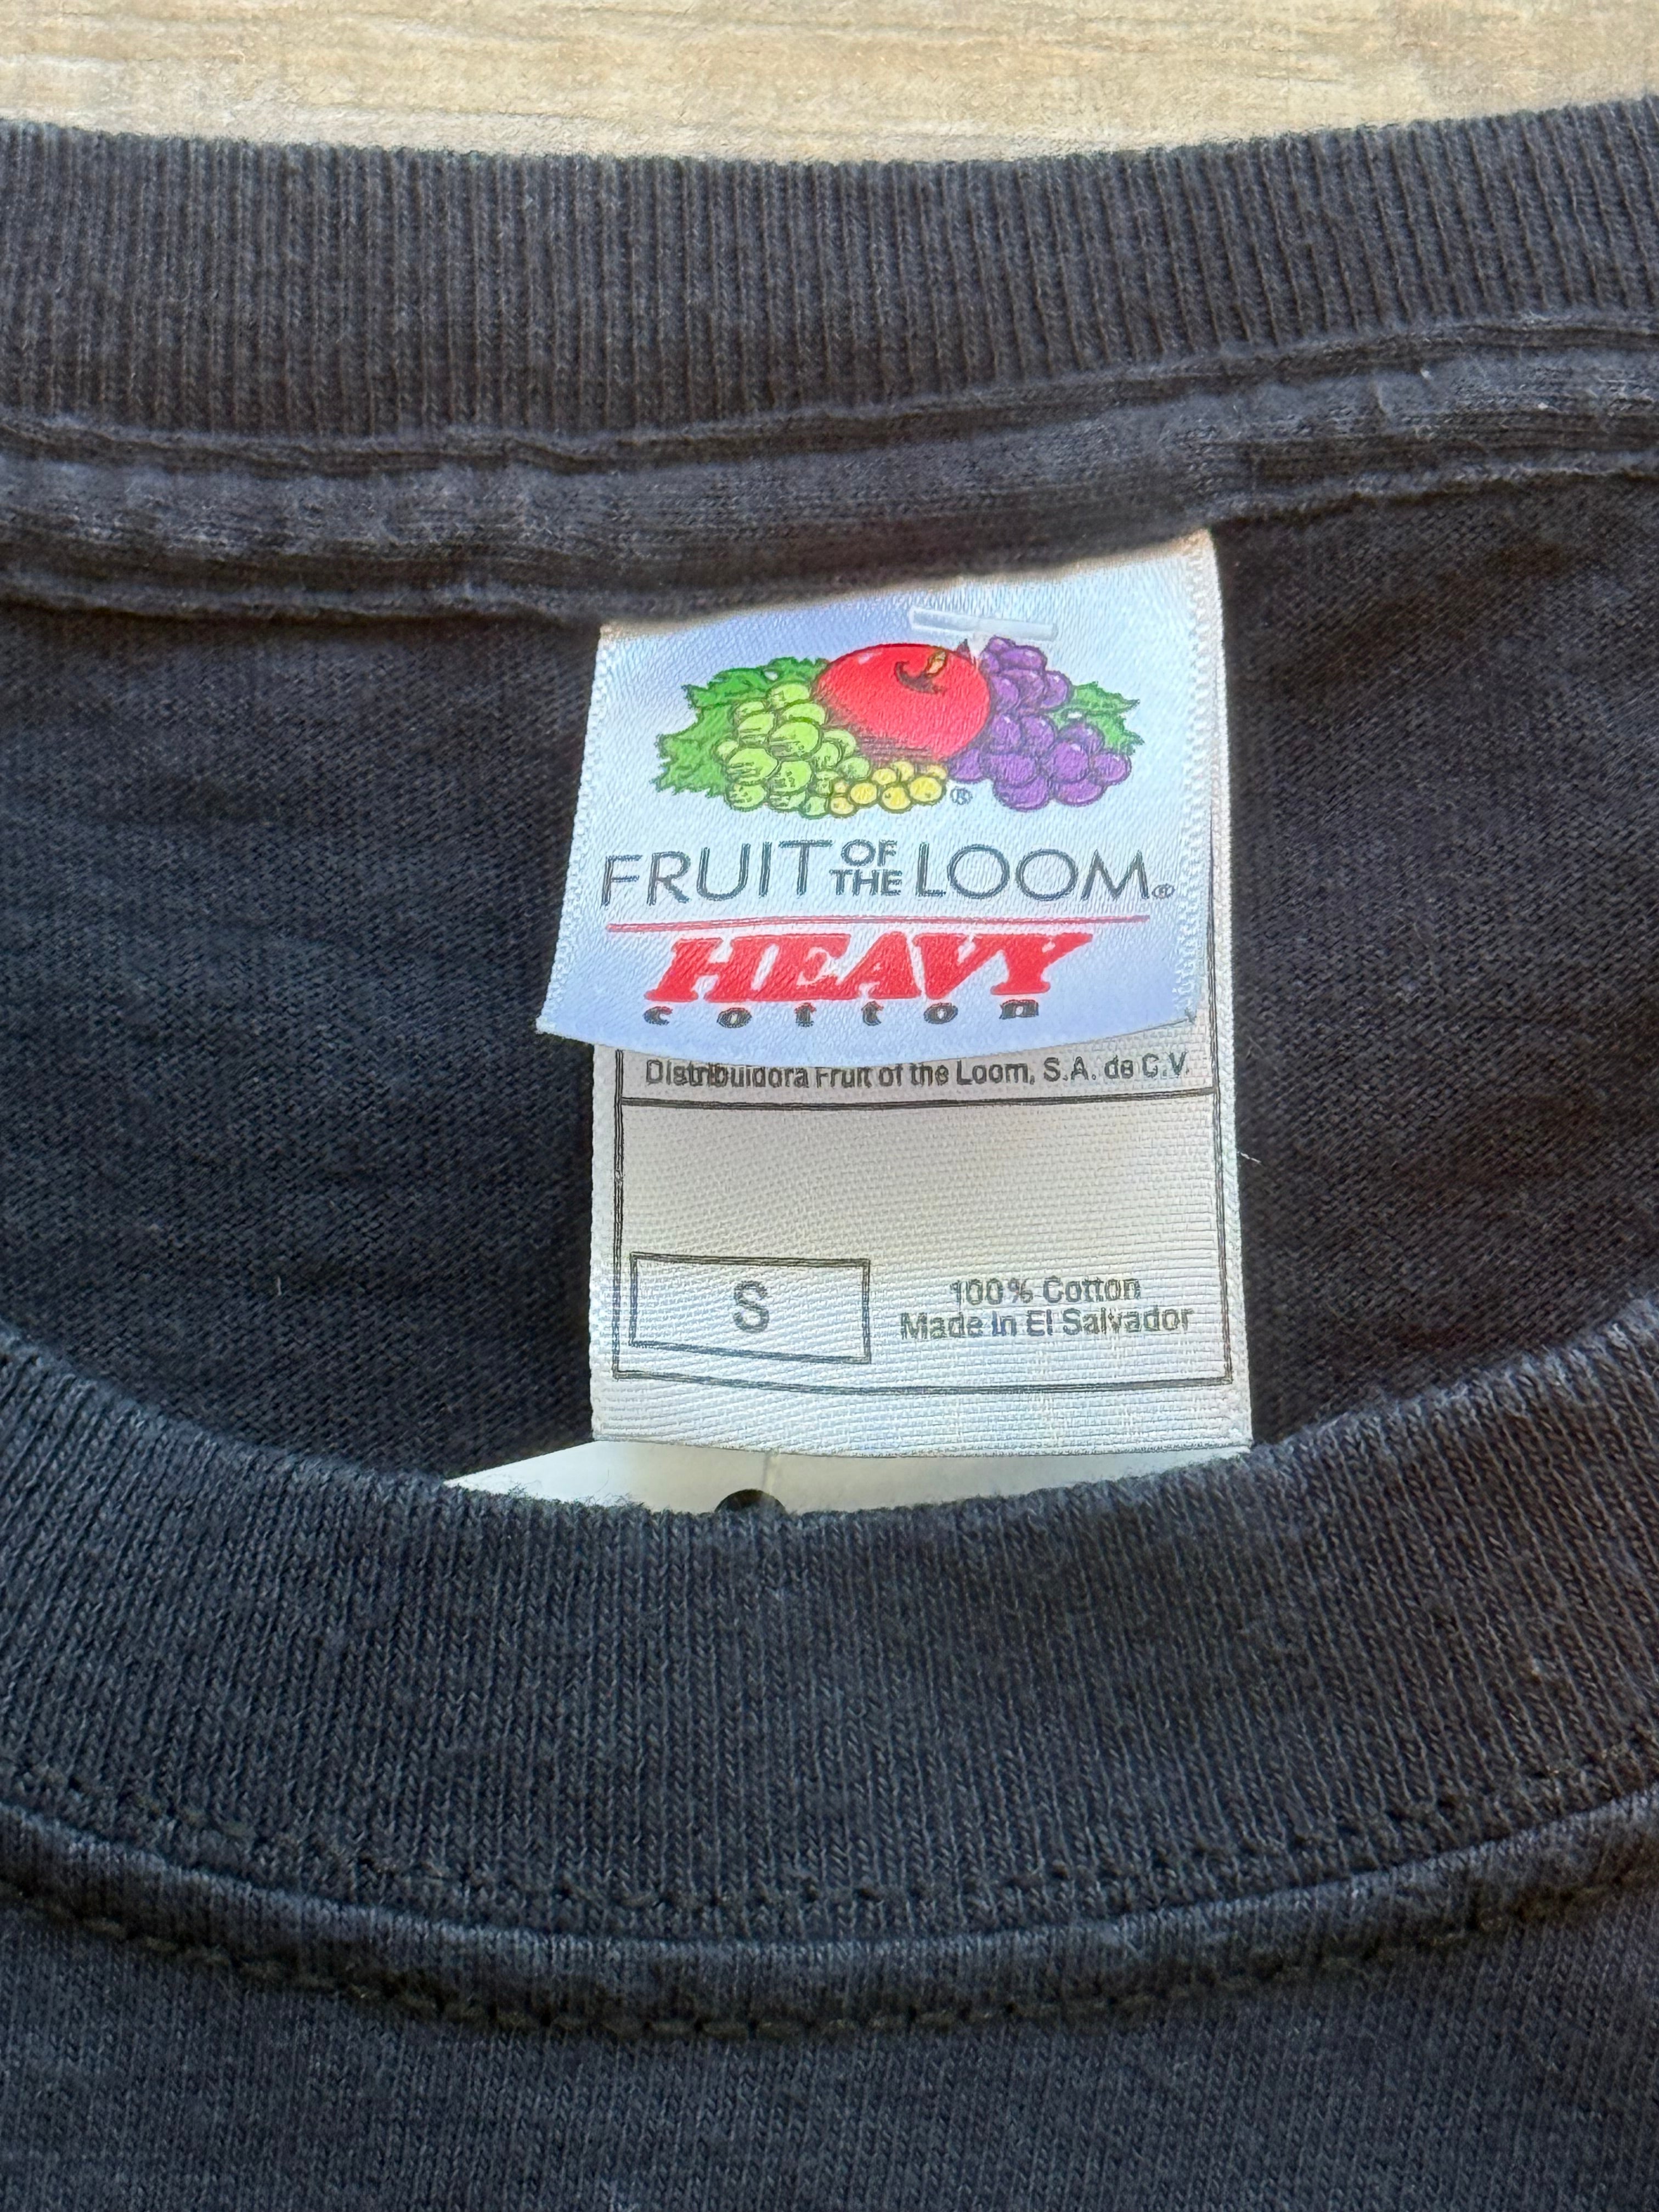 ®
FRUIT OF THE LOOM®
HEAVY
cotton
Distribuidora Fruit of the Loom, S.A. de C.V.
S
100% Cotton
Made in El Salvador